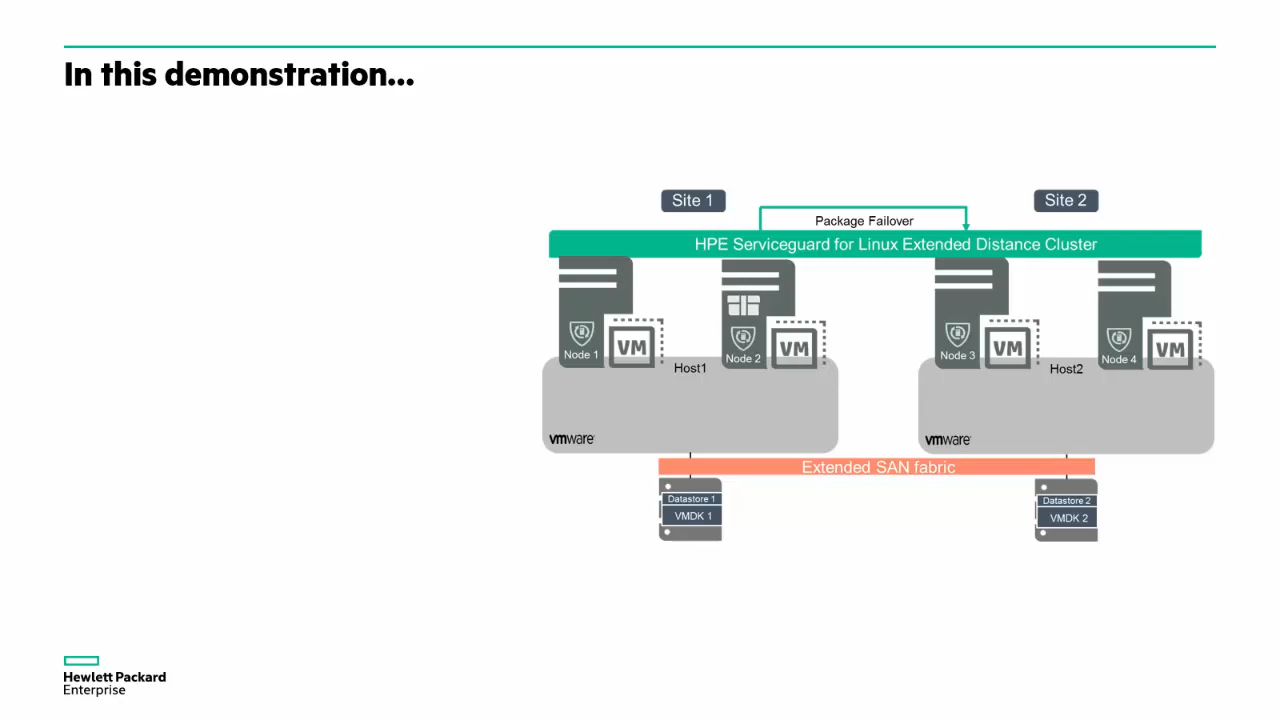 In this demonstration...
Site 1
Site 2
Package Failover
HPE Serviceguard for Linux Extended Distance Cluster
Node 1
VM
Node 2
VM
Node 3
VM
Node 4
VM
Host1
Host2
vmware
vmware
Extended SAN fabric
Datastore 1
VMDK 1
Datastore 2
VMDK 2
Hewlett Packard
Enterprise